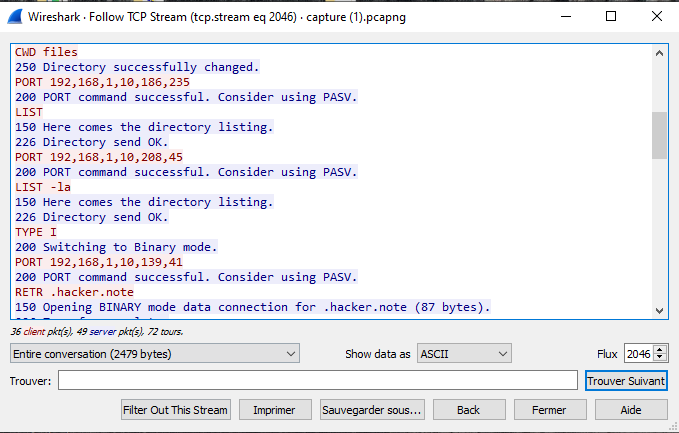 Wireshark · Follow TCP Stream (tcp.stream eq 2046) · capture (1).pcapng
CWD files
250 Directory successfully changed.
PORT 192,168,1,10,186,235
200 PORT command successful. Consider using PASV.
LIST
150 Here comes the directory listing.
226 Directory send OK.
PORT 192,168,1,10,208,45
200 PORT command successful. Consider using PASV.
LIST -la
150 Here comes the directory listing.
226 Directory send OK.
TYPE I
200 Switching to Binary mode.
PORT 192,168,1,10,139,41
200 PORT command successful. Consider using PASV.
RETR .hacker.note
150 Opening BINARY mode data connection for .hacker.note (87 bytes).
36 client pkt(s), 49 server pkt(s), 72 tours.
Entire conversation (2479 bytes) Show data as ASCII Flux 2046
Trouver: Trouver Suivant
Filter Out This Stream Imprimer Sauvegarder sous... Back Fermer Aide